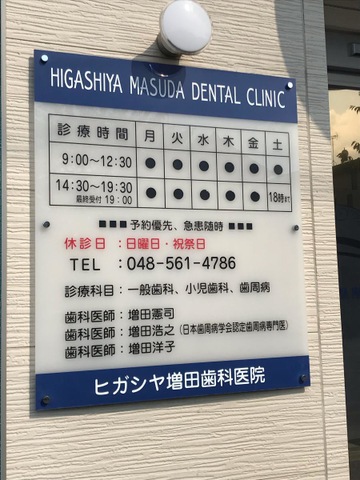 HIGASHIYA MASUDA DENTAL CLINIC
診療時間 月 火 水 木 金 土
9:00〜12:30 ● ● ● ● ● ●
14:30〜19:30 ● ● ● ● ● 18時まで
最終受付 19:00
■■■ 予約優先、急患随時 ■■■
休診日 : 日曜日・祝祭日
TEL : 048-561-4786
診療科目 : 一般歯科、小児歯科、歯周病
歯科医師 : 増田憲司
歯科医師 : 増田浩之 (日本歯周病学会認定歯周病専門医)
歯科医師 : 増田洋子
ヒガシヤ増田歯科医院